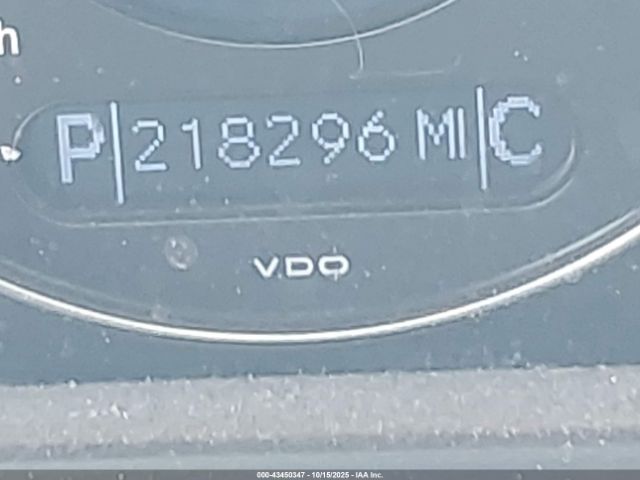 h
P 218296 MI C
VDO
000-43450347 - 10/15/2025 - IAA Inc.